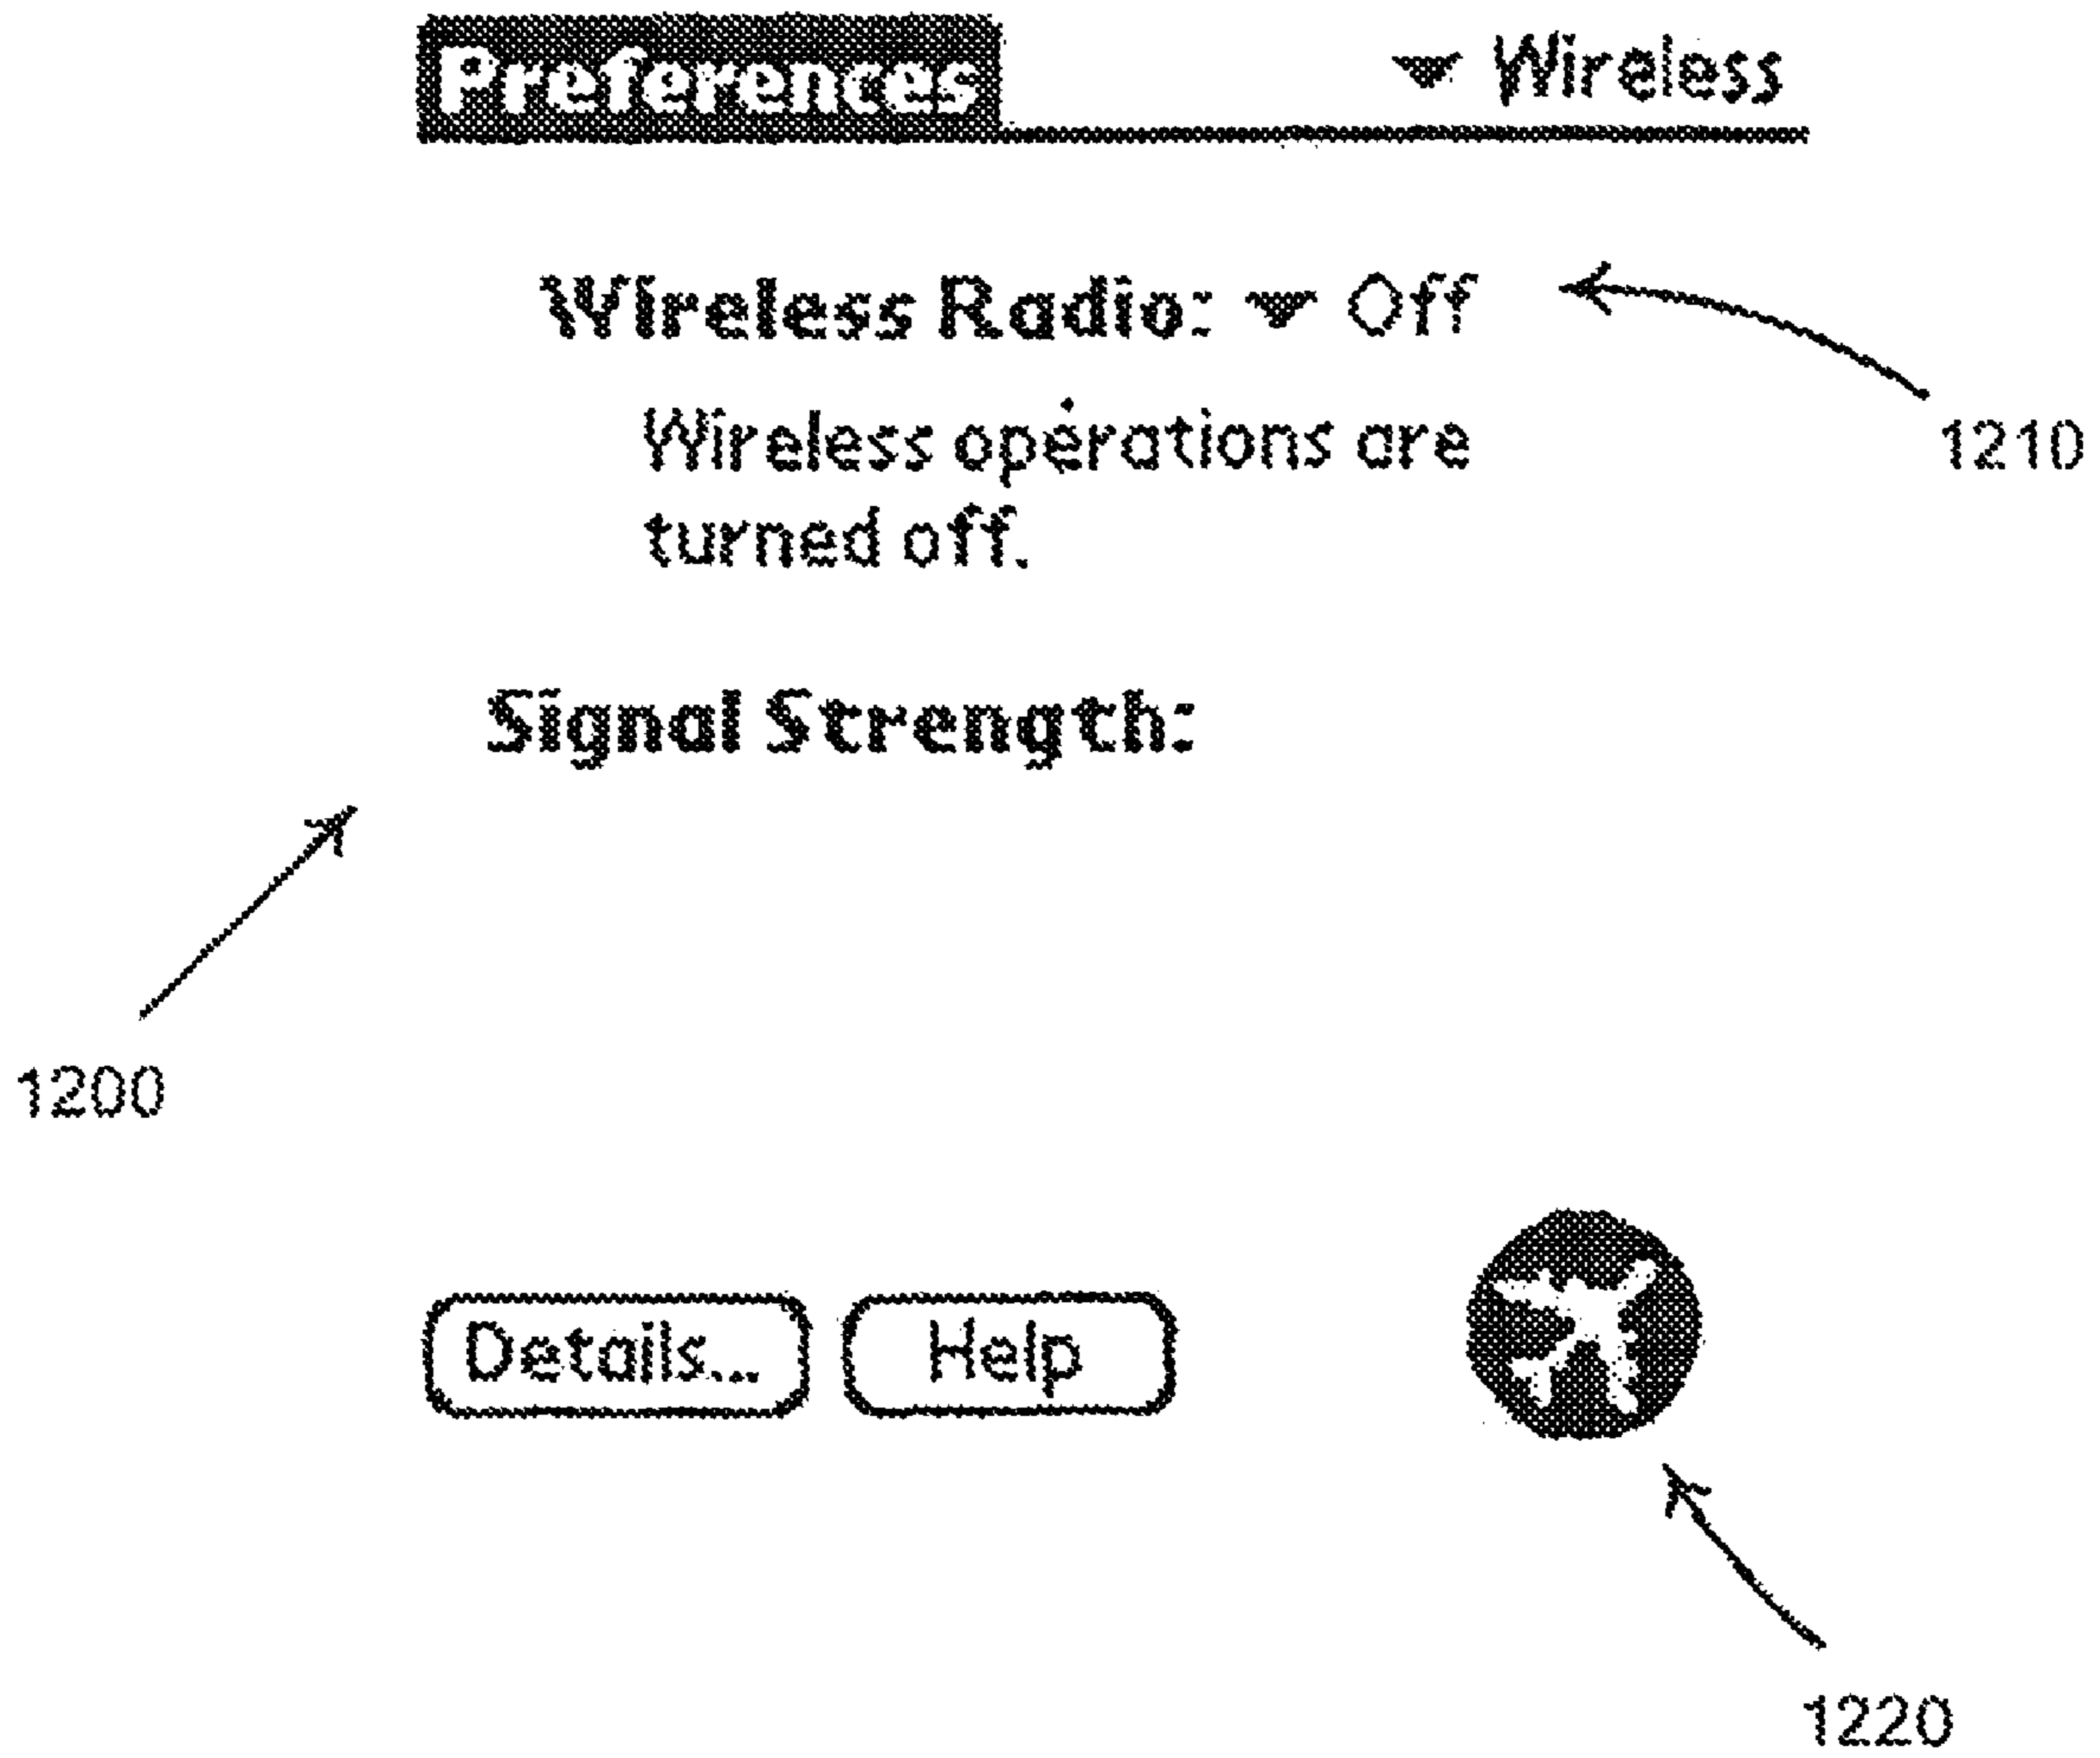 Preferences ▼ Wireless
Wireless Radio: ▼ Off
Wireless operations are
turned off.
1210
Signal Strength:
1200
Details... Help
1220